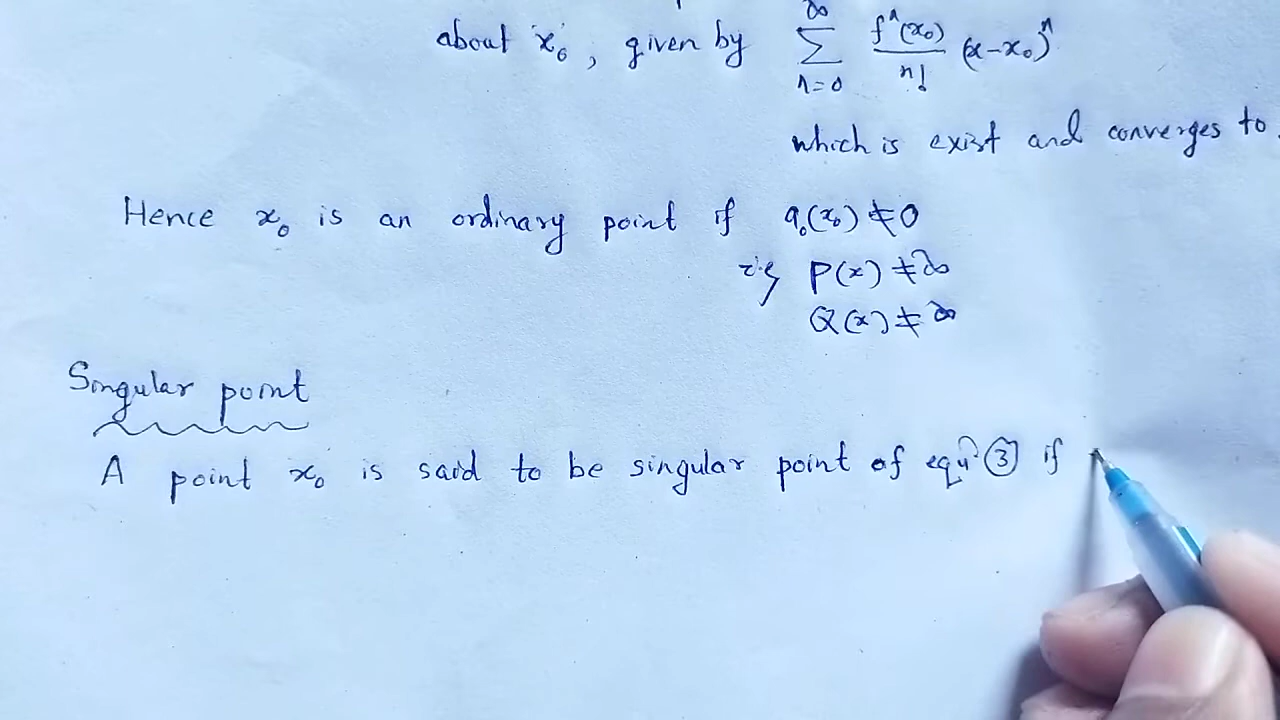 about x₀, given by ∞ ∑ n=0 fⁿ(x₀)/n! (x-x₀)ⁿ
which is exist and converges to
Hence x₀ is an ordinary point if a₀(x₀) ≠ 0
P(x) ≠ ∞
Q(x) ≠ ∞
Singular point
A point x₀ is said to be singular point of equⁿ ③ if